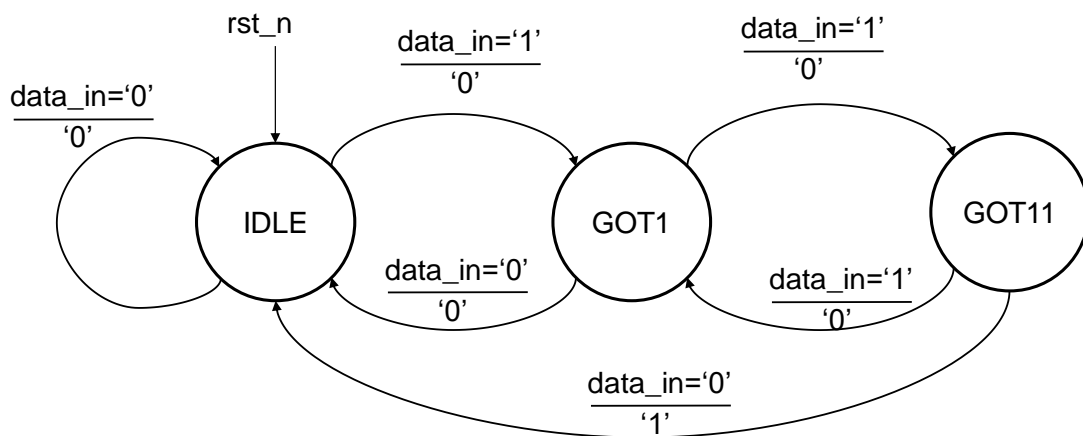 rst_n
data_in=‘1’
‘0’
data_in=‘1’
‘0’
data_in=‘0’
‘0’
IDLE
GOT1
GOT11
data_in=‘0’
‘0’
data_in=‘1’
‘0’
data_in=‘0’
‘1’